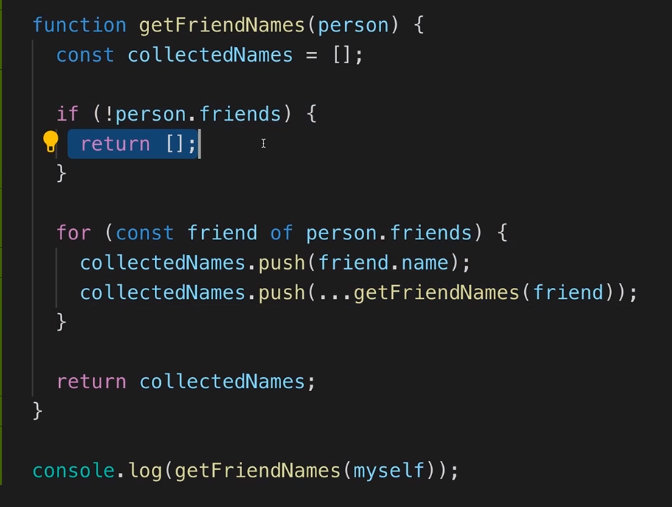 function getFriendNames(person) {
  const collectedNames = [];
  if (!person.friends) {
    return [];
  }
  for (const friend of person.friends) {
    collectedNames.push(friend.name);
    collectedNames.push(...getFriendNames(friend));
  }
  return collectedNames;
}
console.log(getFriendNames(myself));